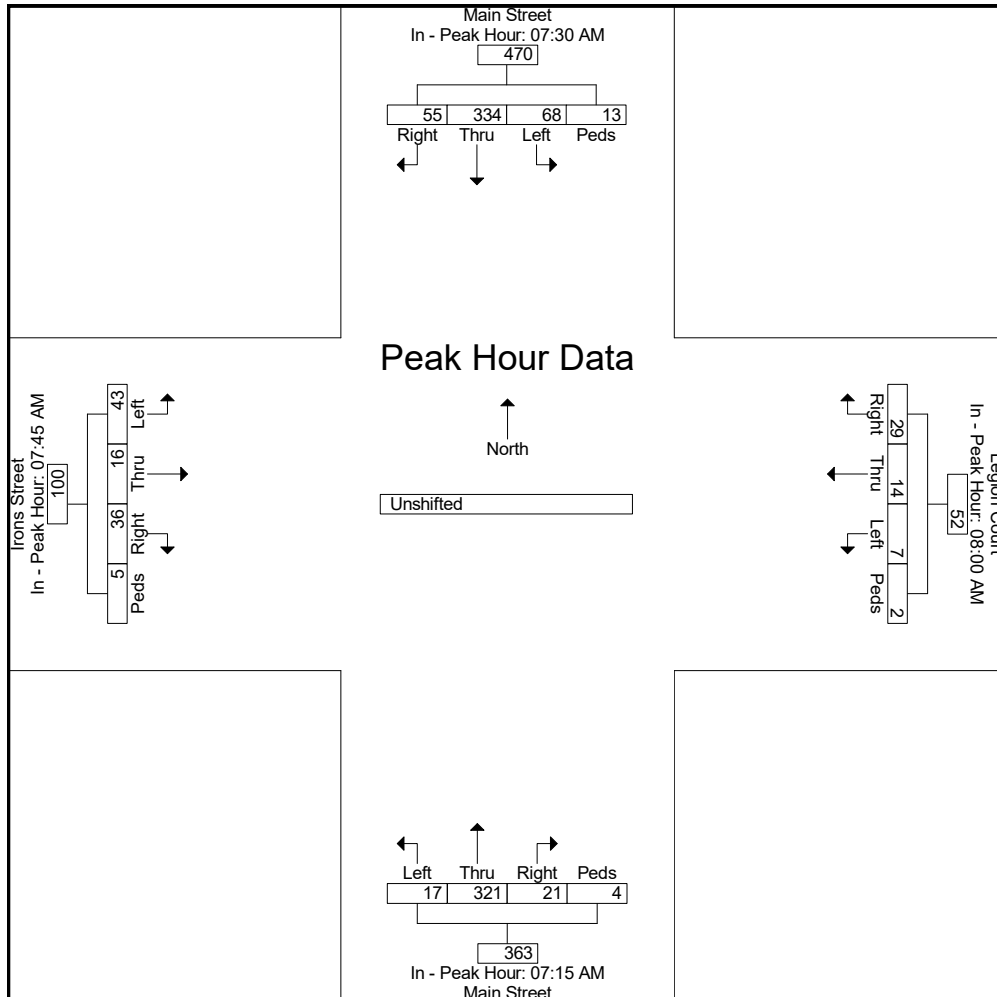 Main Street
In - Peak Hour: 07:30 AM
470
55 334 68 13
Right Thru Left Peds
Peak Hour Data
North
Unshifted
Irons Street
In - Peak Hour: 07:45 AM
100
43 16 36 5
Left Thru Right Peds
Legion Court
In - Peak Hour: 08:00 AM
52
29 14 7 2
Right Thru Left Peds
Left Thru Right Peds
17 321 21 4
363
In - Peak Hour: 07:15 AM
Main Street